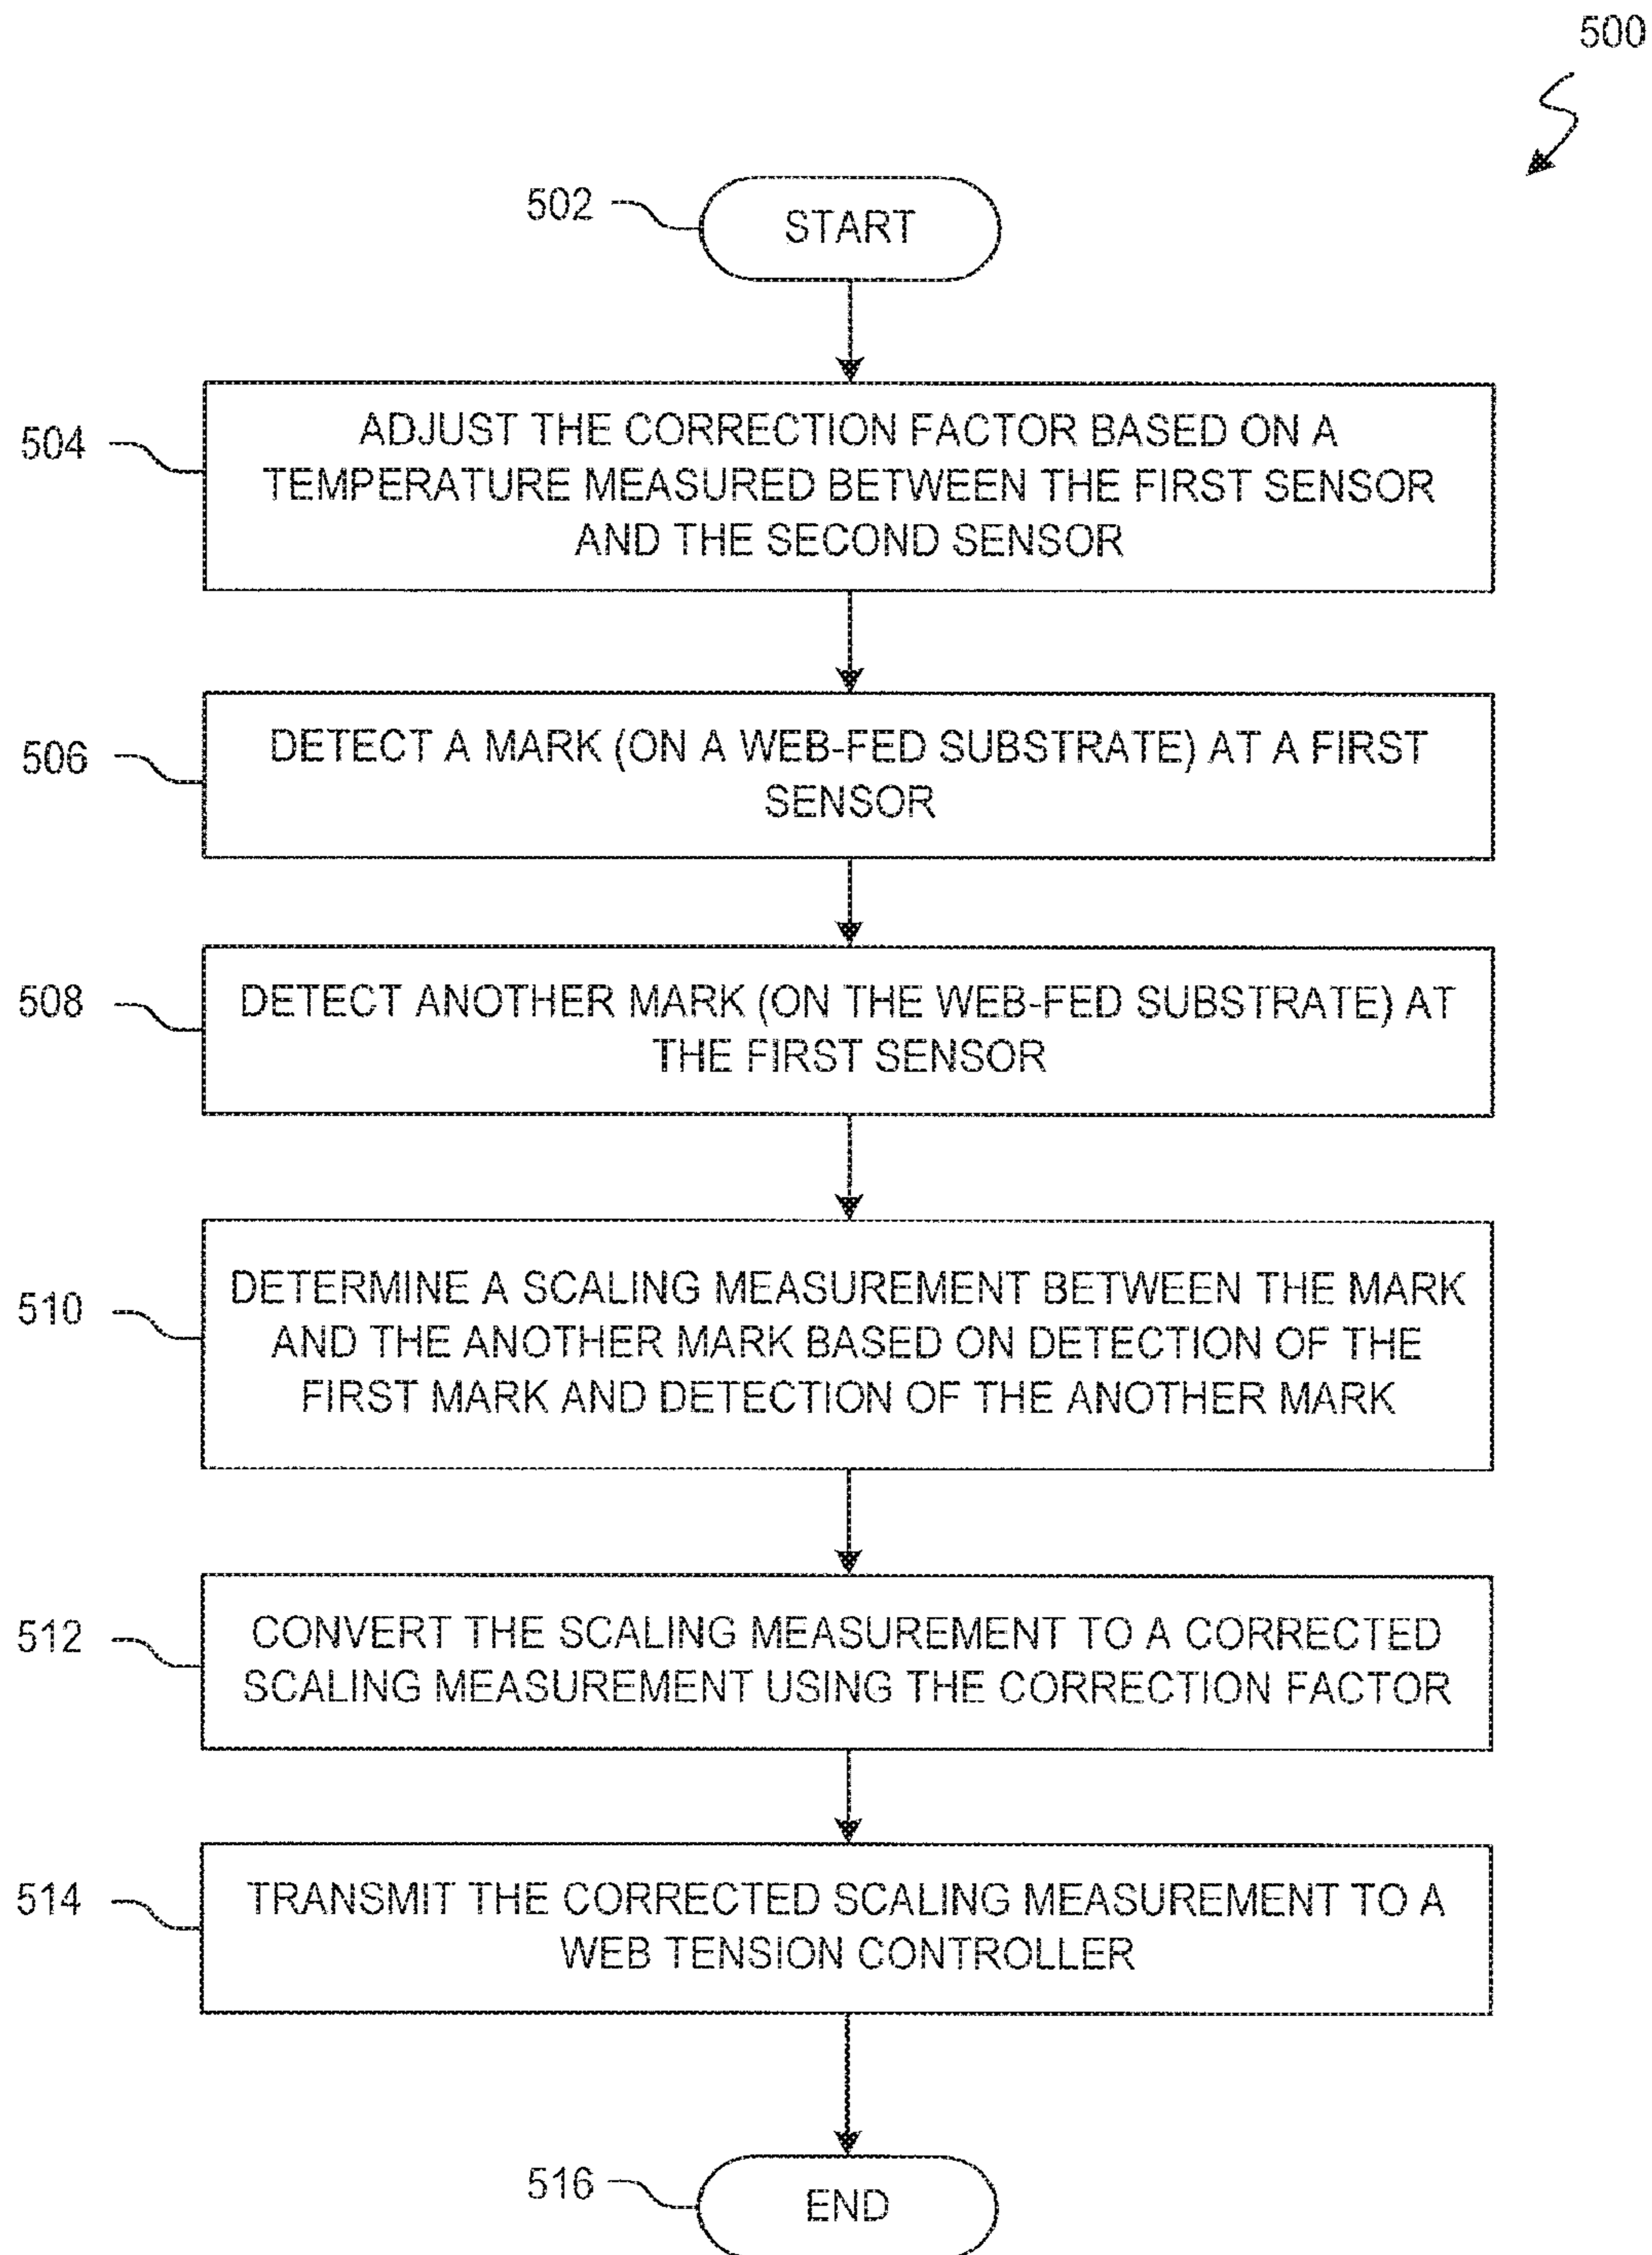 500
502
START
504
ADJUST THE CORRECTION FACTOR BASED ON A
TEMPERATURE MEASURED BETWEEN THE FIRST SENSOR
AND THE SECOND SENSOR
506
DETECT A MARK (ON A WEB-FED SUBSTRATE) AT A FIRST
SENSOR
508
DETECT ANOTHER MARK (ON THE WEB-FED SUBSTRATE) AT
THE FIRST SENSOR
510
DETERMINE A SCALING MEASUREMENT BETWEEN THE MARK
AND THE ANOTHER MARK BASED ON DETECTION OF THE
FIRST MARK AND DETECTION OF THE ANOTHER MARK
512
CONVERT THE SCALING MEASUREMENT TO A CORRECTED
SCALING MEASUREMENT USING THE CORRECTION FACTOR
514
TRANSMIT THE CORRECTED SCALING MEASUREMENT TO A
WEB TENSION CONTROLLER
516
END